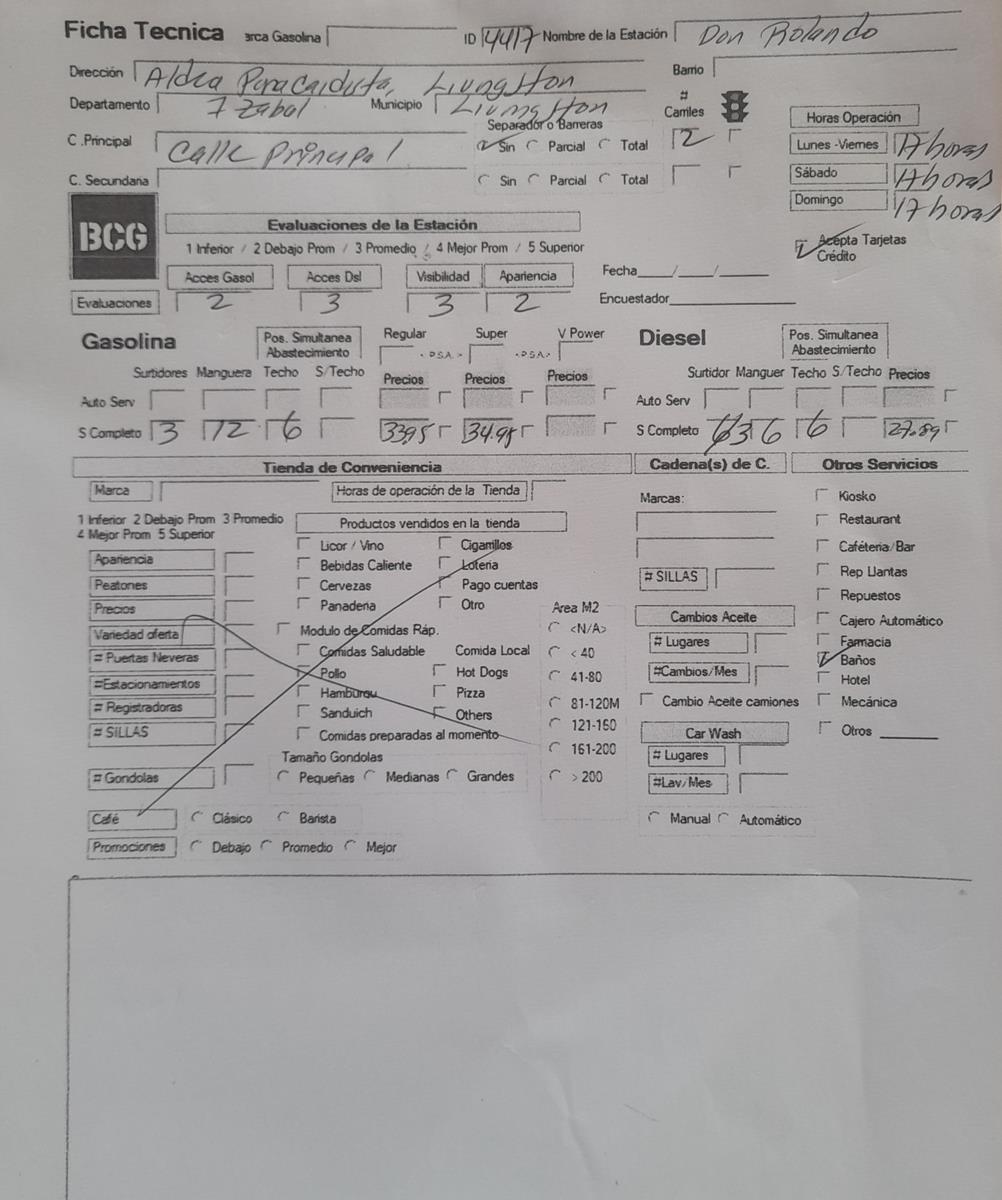 Ficha Tecnica arca Gasolina ID 4417 Nombre de la Estación Don Rolando
Dirección Aldea Paracaidista, Livingston Barrio
Departamento Izabal Municipio Livingston # Carriles
Separador o Barreras
C .Principal Calle Principal Sin Parcial Total 2
C. Secundaria Sin Parcial Total
Horas Operación
Lunes -Viernes 17 horas
Sábado 17 horas
Domingo 17 horas
BCG
Evaluaciones de la Estación
1 Inferior / 2 Debajo Prom / 3 Promedio / 4 Mejor Prom / 5 Superior
Acepta Tarjetas
Crédito
Acces Gasol Acces Dsl Visibilidad Apariencia
Fecha___/___/____
Evaluaciones 2 3 3 2
Encuestador
Gasolina Pos. Simultanea Abastecimiento Regular <P.S.A.> Super <P.S.A.> V Power
Surtidores Manguera Techo S/Techo Precios Precios Precios
Auto Serv
S Completo 3 12 6 33.95 34.95
Diesel Pos. Simultanea Abastecimiento
Surtidor Manguer Techo S/Techo Precios
Auto Serv
S Completo 3 6 6 27.89
Tienda de Conveniencia
Marca Horas de operación de la Tienda
1 Inferior 2 Debajo Prom 3 Promedio
4 Mejor Prom 5 Superior
Apariencia
Peatones
Precios
Variedad oferta
# Puertas Neveras
#Estacionamientos
# Registradoras
# SILLAS
# Gondolas
Productos vendidos en la tienda
Licor / Vino Cigarrillos
Bebidas Caliente Loteria
Cervezas Pago cuentas
Panaderia Otro
Modulo de Comidas Ráp.
Comidas Saludable Comida Local
Pollo Hot Dogs
Hamburgu Pizza
Sanduich Others
Comidas preparadas al momento
Tamaño Gondolas
Pequeñas Medianas Grandes
Area M2
<N/A>
< 40
41-80
81-120M
121-160
161-200
> 200
Café Clásico Barista
Promociones Debajo Promedio Mejor
Cadena(s) de C.
Marcas:
# SILLAS
Cambios Aceite
# Lugares
#Cambios/Mes
Cambio Aceite camiones
Car Wash
# Lugares
#Lav/Mes
Manual Automático
Otros Servicios
Kiosko
Restaurant
Caféteria/Bar
Rep Llantas
Repuestos
Cajero Automático
Farmacia
Baños
Hotel
Mecánica
Otros